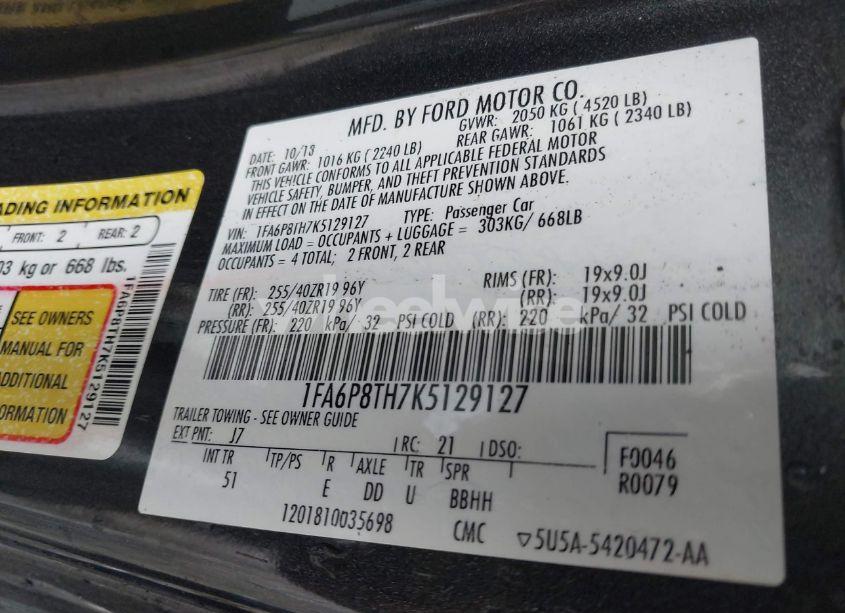 MFD. BY FORD MOTOR CO.
DATE: 10/13 GVWR: 2050 KG ( 4520 LB)
FRONT GAWR: 1016 KG ( 2240 LB) REAR GAWR: 1061 KG ( 2340 LB)
THIS VEHICLE CONFORMS TO ALL APPLICABLE FEDERAL MOTOR
VEHICLE SAFETY, BUMPER, AND THEFT PREVENTION STANDARDS
IN EFFECT ON THE DATE OF MANUFACTURE SHOWN ABOVE.
VIN: 1FA6P8TH7K5129127 TYPE: Passenger Car
MAXIMUM LOAD = OCCUPANTS + LUGGAGE = 303KG/ 668LB
OCCUPANTS = 4 TOTAL; 2 FRONT, 2 REAR
TIRE (FR): 255/40ZR19 96Y RIMS (FR): 19x9.0J
(RR): 255/40ZR19 96Y (RR): 19x9.0J
PRESSURE (FR): 220 kPa/ 32 PSI COLD (RR): 220 kPa/ 32 PSI COLD
wheelwise
1FA6P8TH7K5129127
TRAILER TOWING - SEE OWNER GUIDE
EXT PNT: J7 RC: 21 DSO:
F0046
R0079
INT TR TP/PS R AXLE TR SPR
51 E DD U BBHH
1201810035698 CMC ▽5U5A-5420472-AA
ADING INFORMATION
FRONT: 2 REAR: 2
03 kg or 668 lbs.
SEE OWNERS
MANUAL FOR
ADDITIONAL
INFORMATION
1FA6P8TH7K5129127